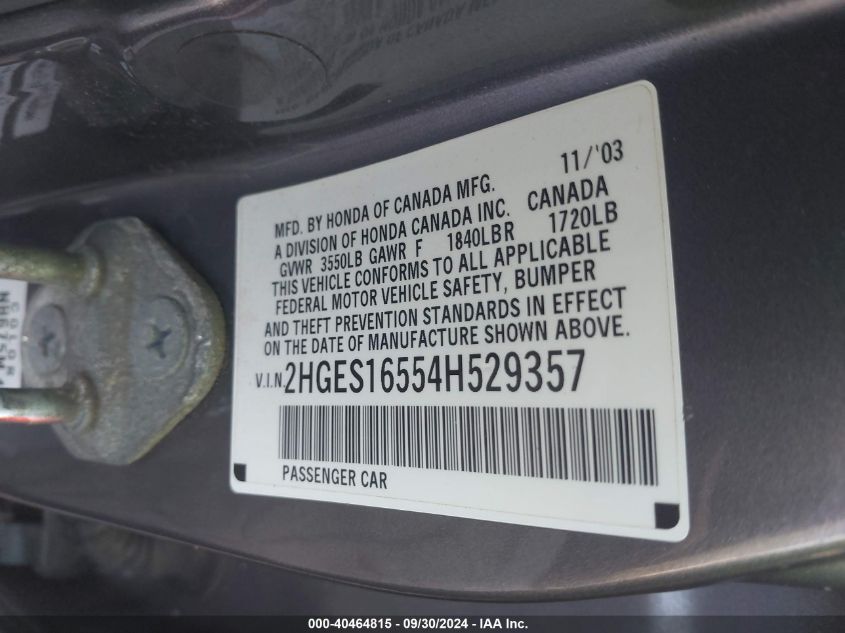 11/'03
MFD. BY HONDA OF CANADA MFG.
A DIVISION OF HONDA CANADA INC. CANADA
GVWR 3550LB GAWR F 1840LB R 1720LB
THIS VEHICLE CONFORMS TO ALL APPLICABLE
FEDERAL MOTOR VEHICLE SAFETY, BUMPER
AND THEFT PREVENTION STANDARDS IN EFFECT
ON THE DATE OF MANUFACTURE SHOWN ABOVE.
V.I.N. 2HGES16554H529357
PASSENGER CAR
COLOR
000-40464815 - 09/30/2024 - IAA Inc.